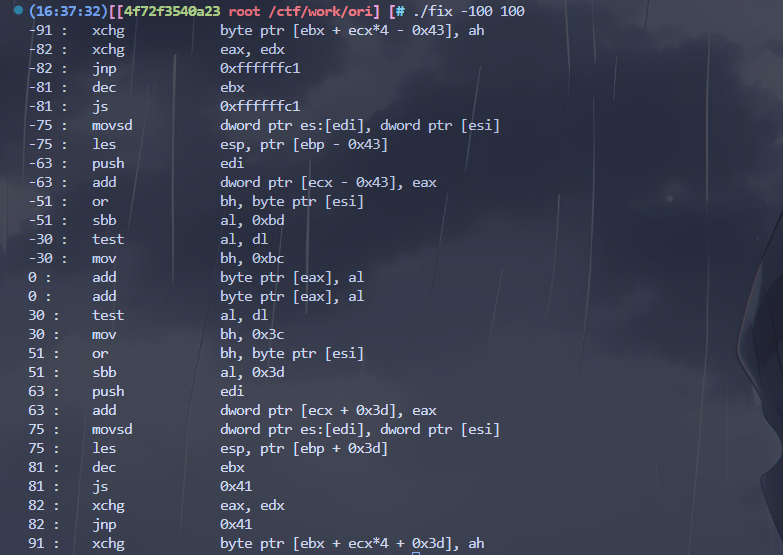 (16:37:32)[[4f72f3540a23 root /ctf/work/ori] [# ./fix -100 100
-91 : xchg byte ptr [ebx + ecx*4 - 0x43], ah
-82 : xchg eax, edx
-82 : jnp 0xffffffc1
-81 : dec ebx
-81 : js 0xffffffc1
-75 : movsd dword ptr es:[edi], dword ptr [esi]
-75 : les esp, ptr [ebp - 0x43]
-63 : push edi
-63 : add dword ptr [ecx - 0x43], eax
-51 : or bh, byte ptr [esi]
-51 : sbb al, 0xbd
-30 : test al, dl
-30 : mov bh, 0xbc
0 : add byte ptr [eax], al
0 : add byte ptr [eax], al
30 : test al, dl
30 : mov bh, 0x3c
51 : or bh, byte ptr [esi]
51 : sbb al, 0x3d
63 : push edi
63 : add dword ptr [ecx + 0x3d], eax
75 : movsd dword ptr es:[edi], dword ptr [esi]
75 : les esp, ptr [ebp + 0x3d]
81 : dec ebx
81 : js 0x41
82 : xchg eax, edx
82 : jnp 0x41
91 : xchg byte ptr [ebx + ecx*4 + 0x3d], ah